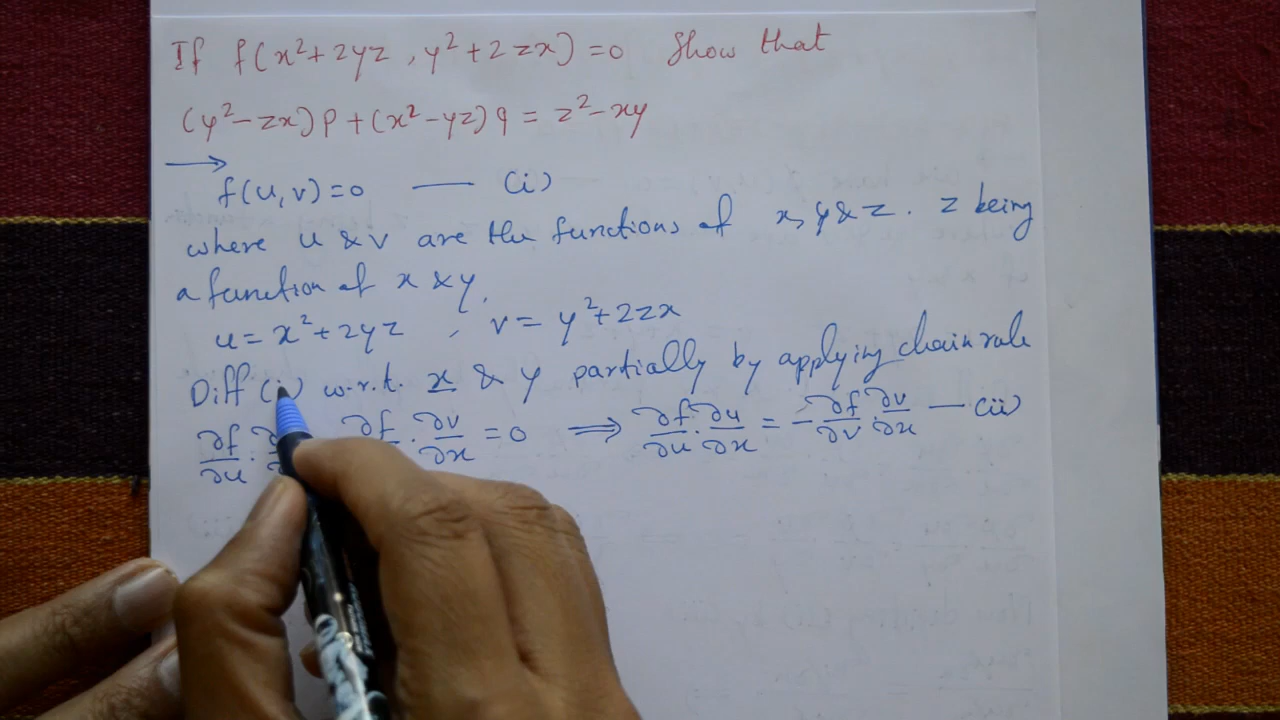 If f(x²+2yz , y²+2zx) = 0 Show that
(y²-zx)p+(x²-yz)q = z²-xy
→
f(u,v)=0 — (i)
where u & v are the functions of x, y & z. z being
a function of x & y.
u = x²+2yz , v = y²+2zx
Diff (i) w.r.t. x & y partially by applying chain rule
∂f/∂u · ∂f · ∂v/∂x = 0 ⟹ ∂f/∂u · ∂u/∂x = -∂f/∂v · ∂v/∂x — (ii)